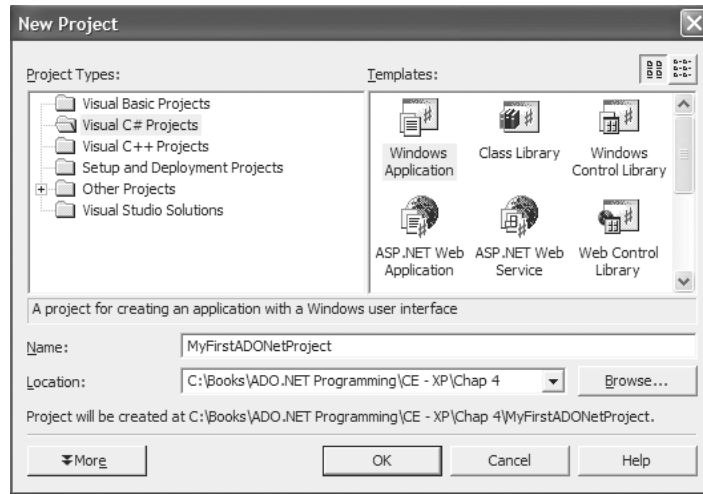 New Project
Project Types:
Templates:
Visual Basic Projects
Visual C# Projects
Visual C++ Projects
Setup and Deployment Projects
Other Projects
Visual Studio Solutions
Windows Application
Class Library
Windows Control Library
ASP.NET Web Application
ASP.NET Web Service
Web Control Library
A project for creating an application with a Windows user interface
Name:
MyFirstADONetProject
Location:
C:\Books\ADO.NET Programming\CE - XP\Chap 4
Browse...
Project will be created at C:\Books\ADO.NET Programming\CE - XP\Chap 4\MyFirstADONetProject.
More
OK
Cancel
Help